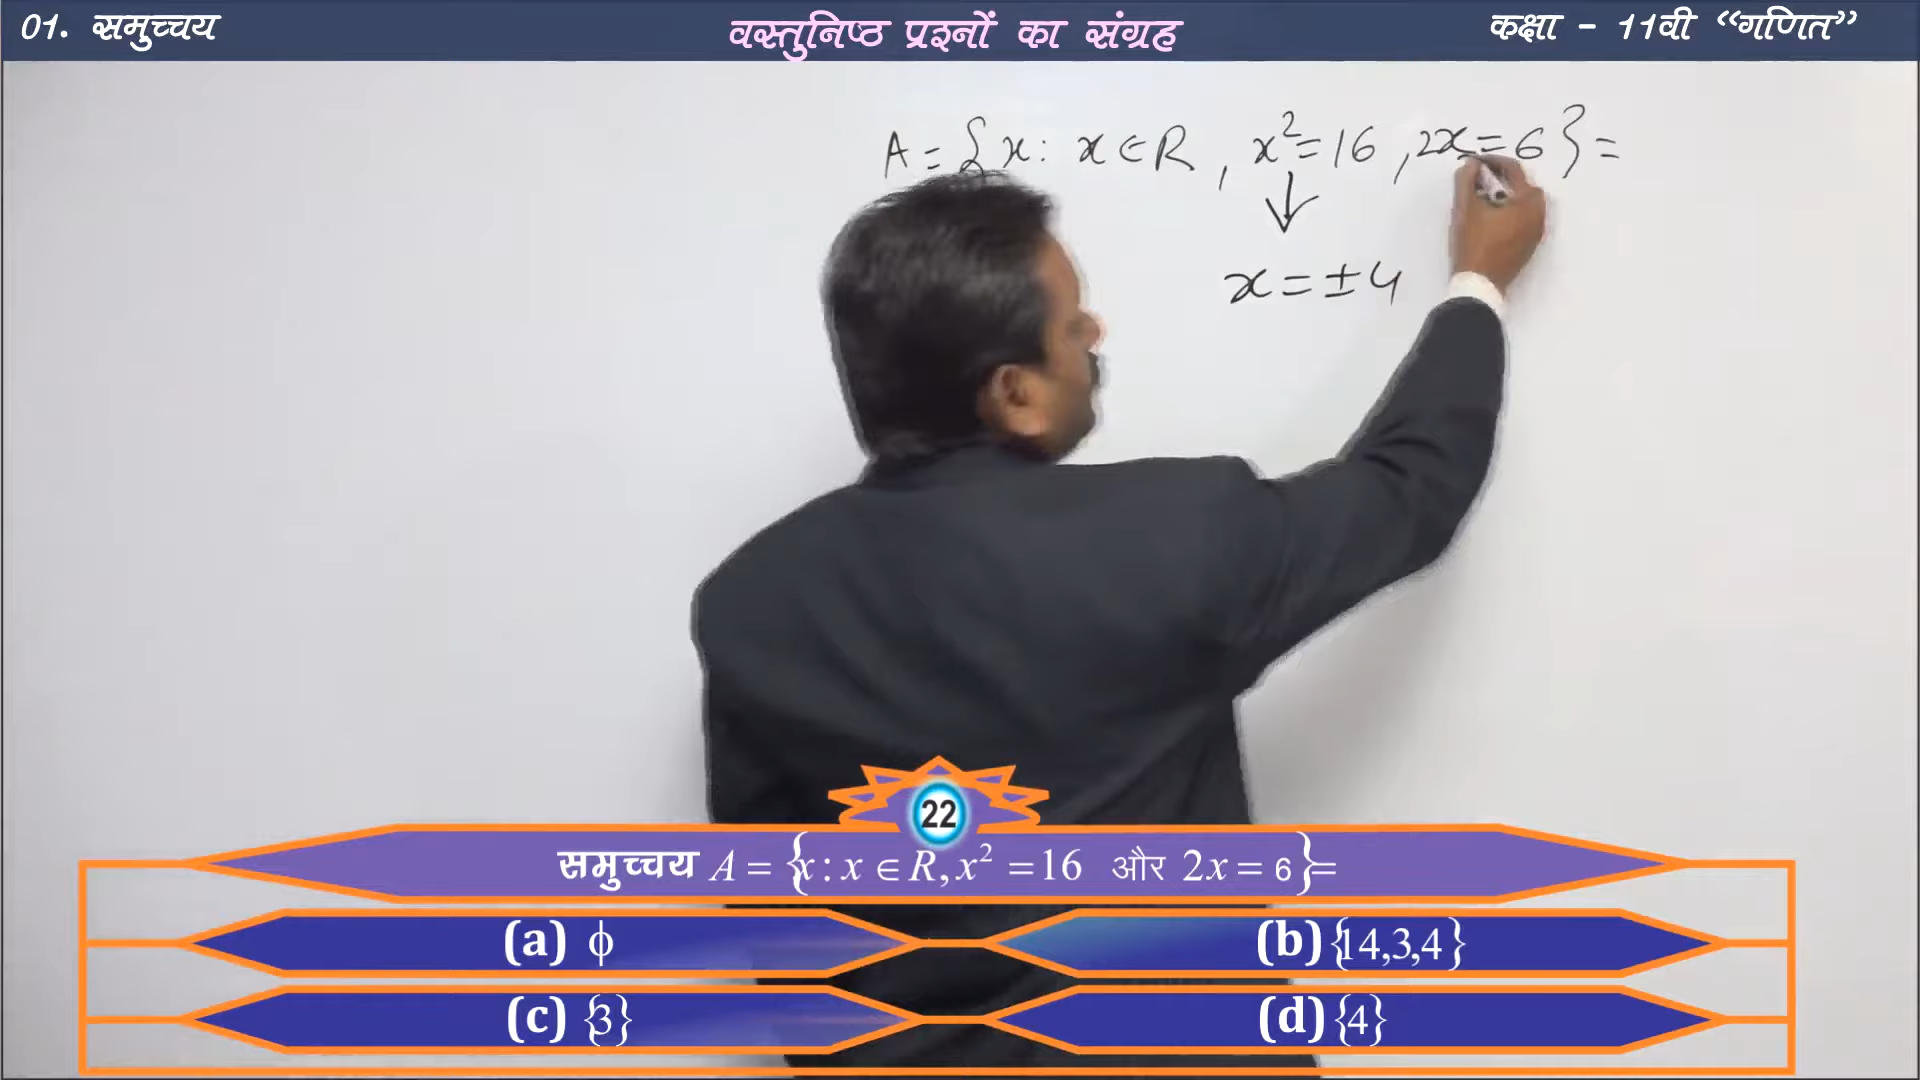 01. समुच्चय
वस्तुनिष्ठ प्रश्नों का संग्रह
कक्षा - 11वी “गणित”
A = {x : x ∈ R , x² = 16 , 2x = 6 } =
↓
x = ± 4
22
समुच्चय A = {x : x ∈ R, x² = 16 और 2x = 6}=
(a) ϕ
(b) {14,3,4}
(c) {3}
(d) {4}